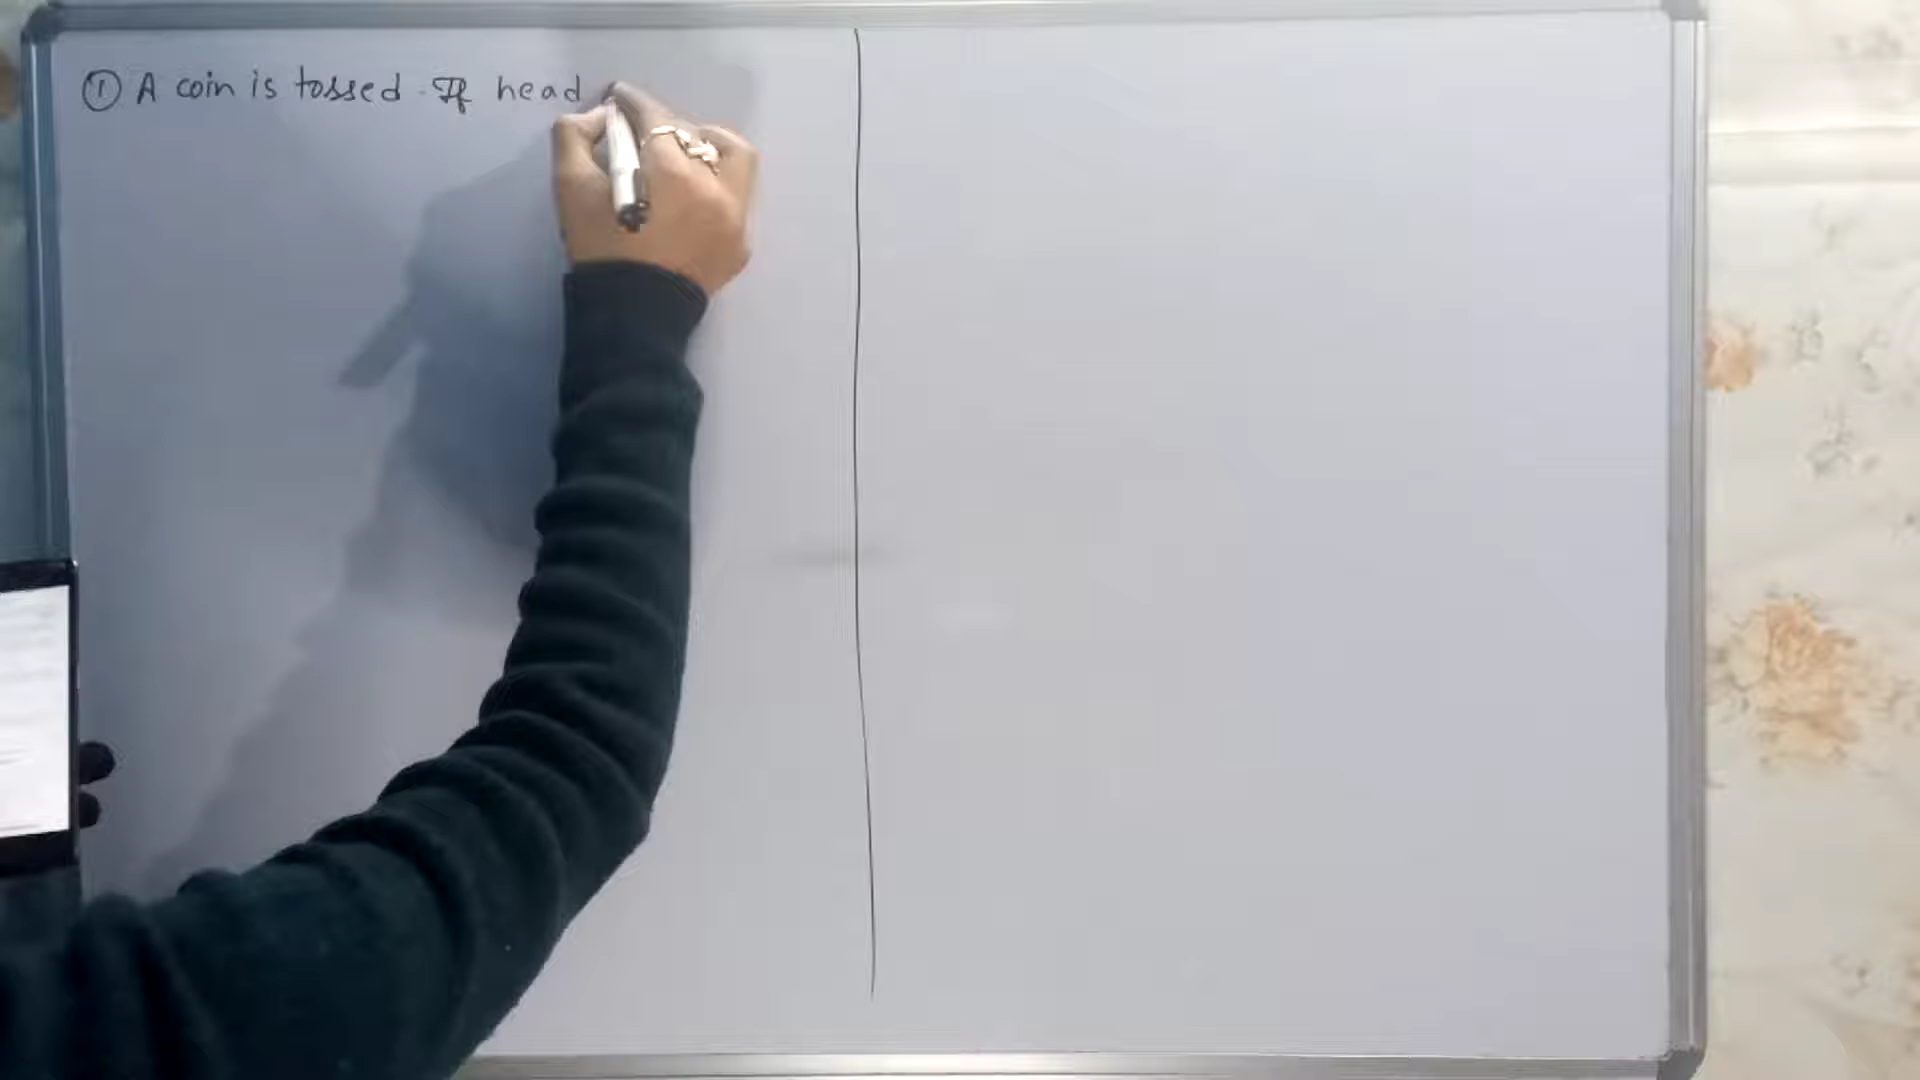 ① A coin is tossed. If head